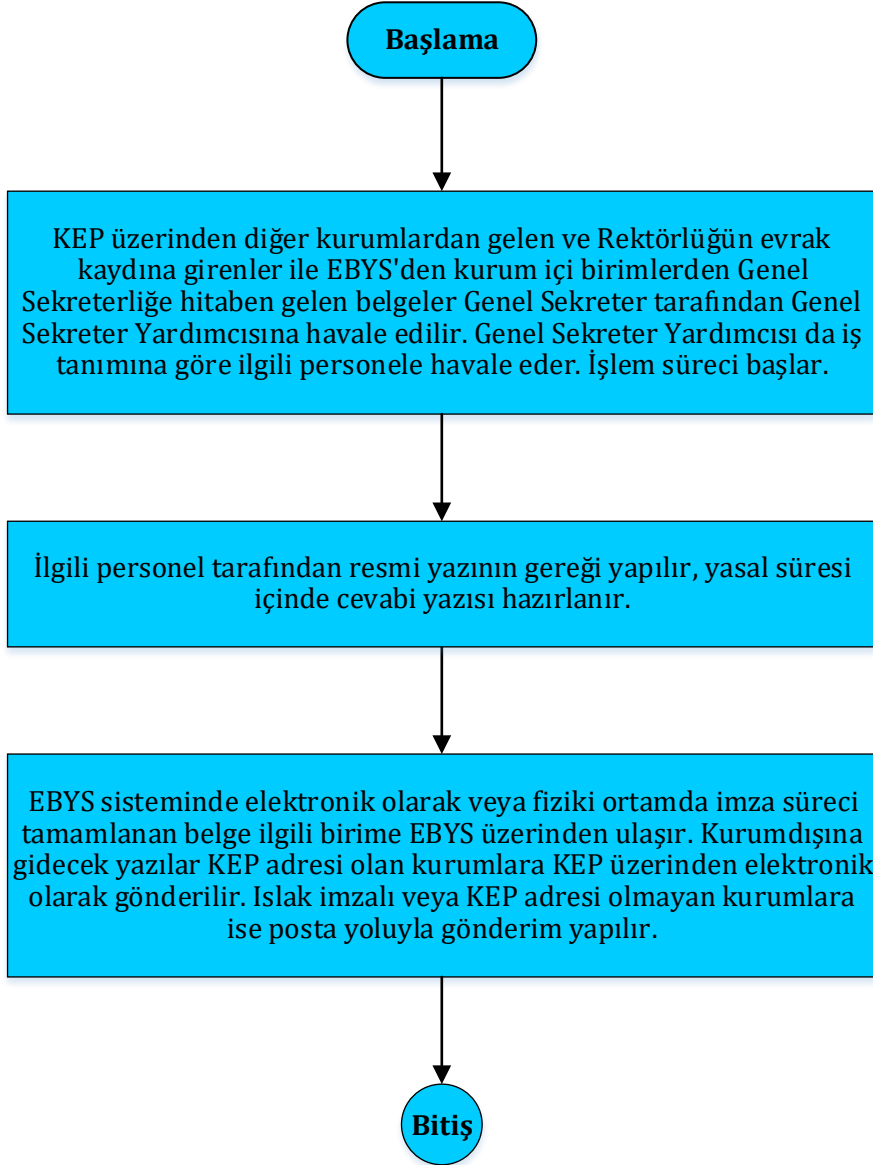 Başlama
KEP üzerinden diğer kurumlardan gelen ve Rektörlüğün evrak
kaydına girenler ile EBYS'den kurum içi birimlerden Genel
Sekreterliğe hitaben gelen belgeler Genel Sekreter tarafından Genel
Sekreter Yardımcısına havale edilir. Genel Sekreter Yardımcısı da iş
tanımına göre ilgili personele havale eder. İşlem süreci başlar.
İlgili personel tarafından resmi yazının gereği yapılır, yasal süresi
içinde cevabi yazısı hazırlanır.
EBYS sisteminde elektronik olarak veya fiziki ortamda imza süreci
tamamlanan belge ilgili birime EBYS üzerinden ulaşır. Kurumdışına
gidecek yazılar KEP adresi olan kurumlara KEP üzerinden elektronik
olarak gönderilir. Islak imzalı veya KEP adresi olmayan kurumlara
ise posta yoluyla gönderim yapılır.
Bitiş